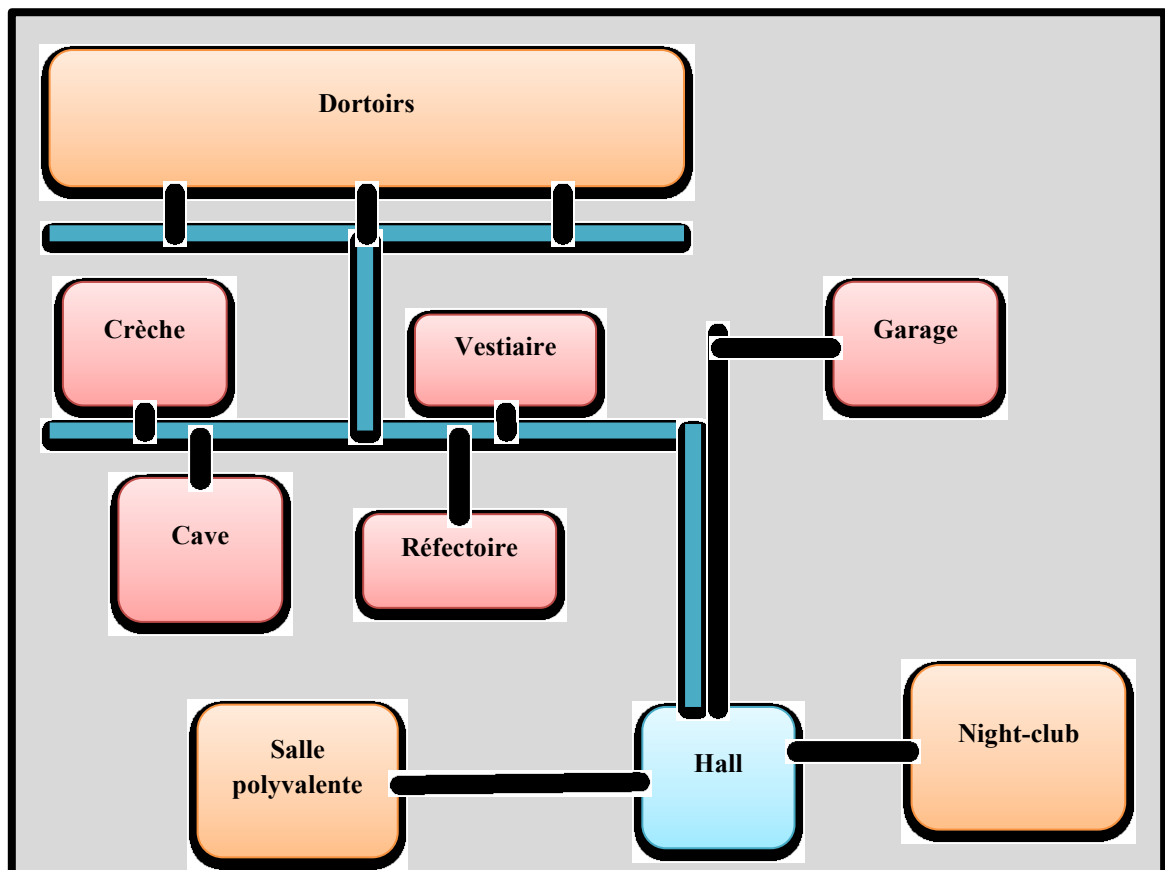 Dortoirs
Crèche
Vestiaire
Garage
Cave
Réfectoire
Salle
polyvalente
Hall
Night-club